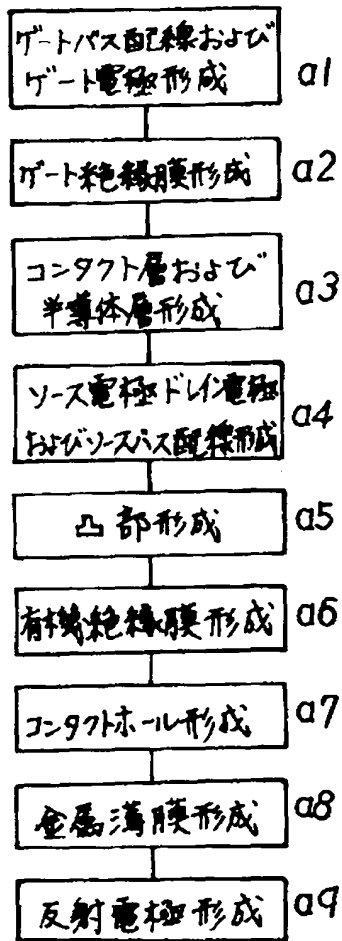 ゲートバス配線および
ゲート電極形成 a1
ゲート絶縁膜形成 a2
コンタクト層および
半導体層形成 a3
ソース電極ドレイン電極
およびソースバス配線形成 a4
凸部形成 a5
有機絶縁膜形成 a6
コンタクトホール形成 a7
金属薄膜形成 a8
反射電極形成 a9